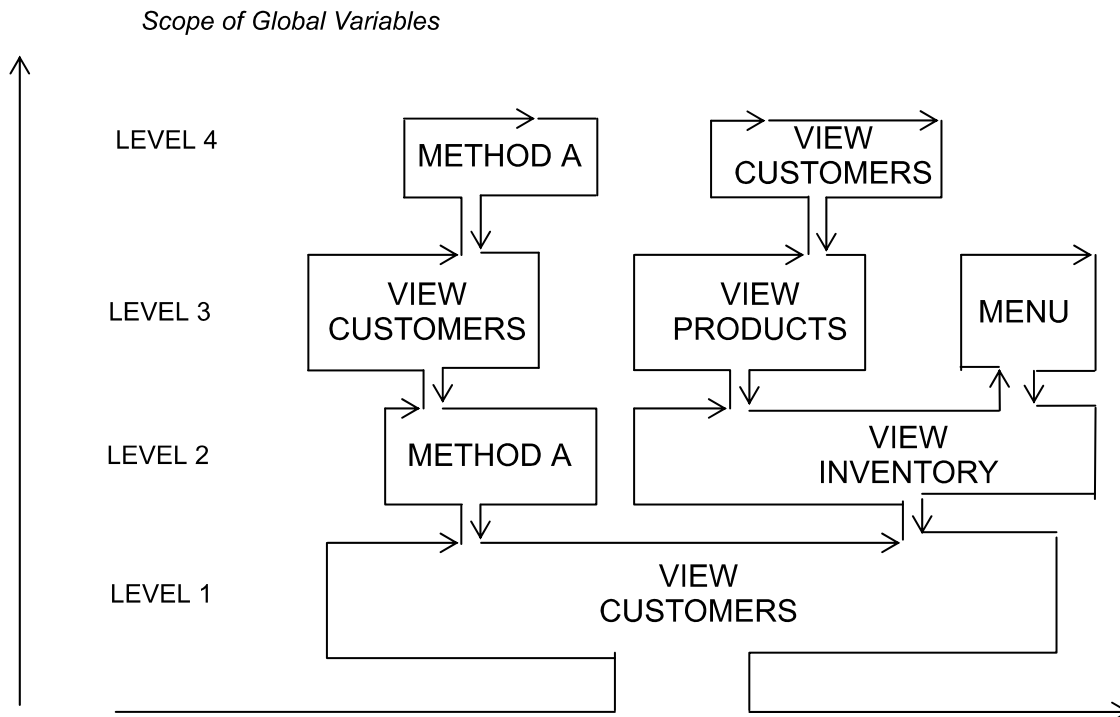 Scope of Global Variables
LEVEL 4
METHOD A
VIEW
CUSTOMERS
LEVEL 3
VIEW
CUSTOMERS
VIEW
PRODUCTS
MENU
LEVEL 2
METHOD A
VIEW
INVENTORY
LEVEL 1
VIEW
CUSTOMERS